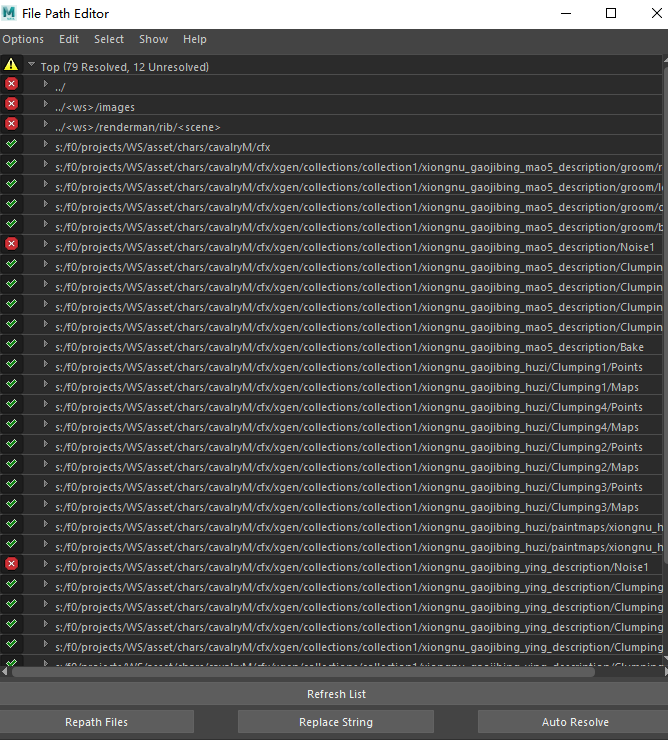 File Path Editor
Options Edit Select Show Help
Top (79 Resolved, 12 Unresolved)
../
../<ws>/images
../<ws>/renderman/rib/<scene>
s:/f0/projects/WS/asset/chars/cavalryM/cfx
s:/f0/projects/WS/asset/chars/cavalryM/cfx/xgen/collections/collection1/xiongnu_gaojibing_mao5_description/groom/r
s:/f0/projects/WS/asset/chars/cavalryM/cfx/xgen/collections/collection1/xiongnu_gaojibing_mao5_description/groom/l
s:/f0/projects/WS/asset/chars/cavalryM/cfx/xgen/collections/collection1/xiongnu_gaojibing_mao5_description/groom/
s:/f0/projects/WS/asset/chars/cavalryM/cfx/xgen/collections/collection1/xiongnu_gaojibing_mao5_description/groom/b
s:/f0/projects/WS/asset/chars/cavalryM/cfx/xgen/collections/collection1/xiongnu_gaojibing_mao5_description/Noise1
s:/f0/projects/WS/asset/chars/cavalryM/cfx/xgen/collections/collection1/xiongnu_gaojibing_mao5_description/Clumping
s:/f0/projects/WS/asset/chars/cavalryM/cfx/xgen/collections/collection1/xiongnu_gaojibing_mao5_description/Clumping
s:/f0/projects/WS/asset/chars/cavalryM/cfx/xgen/collections/collection1/xiongnu_gaojibing_mao5_description/Clumping
s:/f0/projects/WS/asset/chars/cavalryM/cfx/xgen/collections/collection1/xiongnu_gaojibing_mao5_description/Clumping
s:/f0/projects/WS/asset/chars/cavalryM/cfx/xgen/collections/collection1/xiongnu_gaojibing_mao5_description/Bake
s:/f0/projects/WS/asset/chars/cavalryM/cfx/xgen/collections/collection1/xiongnu_gaojibing_huzi/Clumping1/Points
s:/f0/projects/WS/asset/chars/cavalryM/cfx/xgen/collections/collection1/xiongnu_gaojibing_huzi/Clumping1/Maps
s:/f0/projects/WS/asset/chars/cavalryM/cfx/xgen/collections/collection1/xiongnu_gaojibing_huzi/Clumping4/Points
s:/f0/projects/WS/asset/chars/cavalryM/cfx/xgen/collections/collection1/xiongnu_gaojibing_huzi/Clumping4/Maps
s:/f0/projects/WS/asset/chars/cavalryM/cfx/xgen/collections/collection1/xiongnu_gaojibing_huzi/Clumping2/Points
s:/f0/projects/WS/asset/chars/cavalryM/cfx/xgen/collections/collection1/xiongnu_gaojibing_huzi/Clumping2/Maps
s:/f0/projects/WS/asset/chars/cavalryM/cfx/xgen/collections/collection1/xiongnu_gaojibing_huzi/Clumping3/Points
s:/f0/projects/WS/asset/chars/cavalryM/cfx/xgen/collections/collection1/xiongnu_gaojibing_huzi/Clumping3/Maps
s:/f0/projects/WS/asset/chars/cavalryM/cfx/xgen/collections/collection1/xiongnu_gaojibing_huzi/paintmaps/xiongnu_h
s:/f0/projects/WS/asset/chars/cavalryM/cfx/xgen/collections/collection1/xiongnu_gaojibing_huzi/paintmaps/xiongnu_h
s:/f0/projects/WS/asset/chars/cavalryM/cfx/xgen/collections/collection1/xiongnu_gaojibing_ying_description/Noise1
s:/f0/projects/WS/asset/chars/cavalryM/cfx/xgen/collections/collection1/xiongnu_gaojibing_ying_description/Clumping
s:/f0/projects/WS/asset/chars/cavalryM/cfx/xgen/collections/collection1/xiongnu_gaojibing_ying_description/Clumping
s:/f0/projects/WS/asset/chars/cavalryM/cfx/xgen/collections/collection1/xiongnu_gaojibing_ying_description/Clumping
s:/f0/projects/WS/asset/chars/cavalryM/cfx/xgen/collections/collection1/xiongnu_gaojibing_ying_description/Clumping
s:/f0/projects/WS/asset/chars/cavalryM/cfx/xgen/collections/collection1/xiongnu_gaojibing_ying_description/Clumping
Refresh List
Repath Files Replace String Auto Resolve